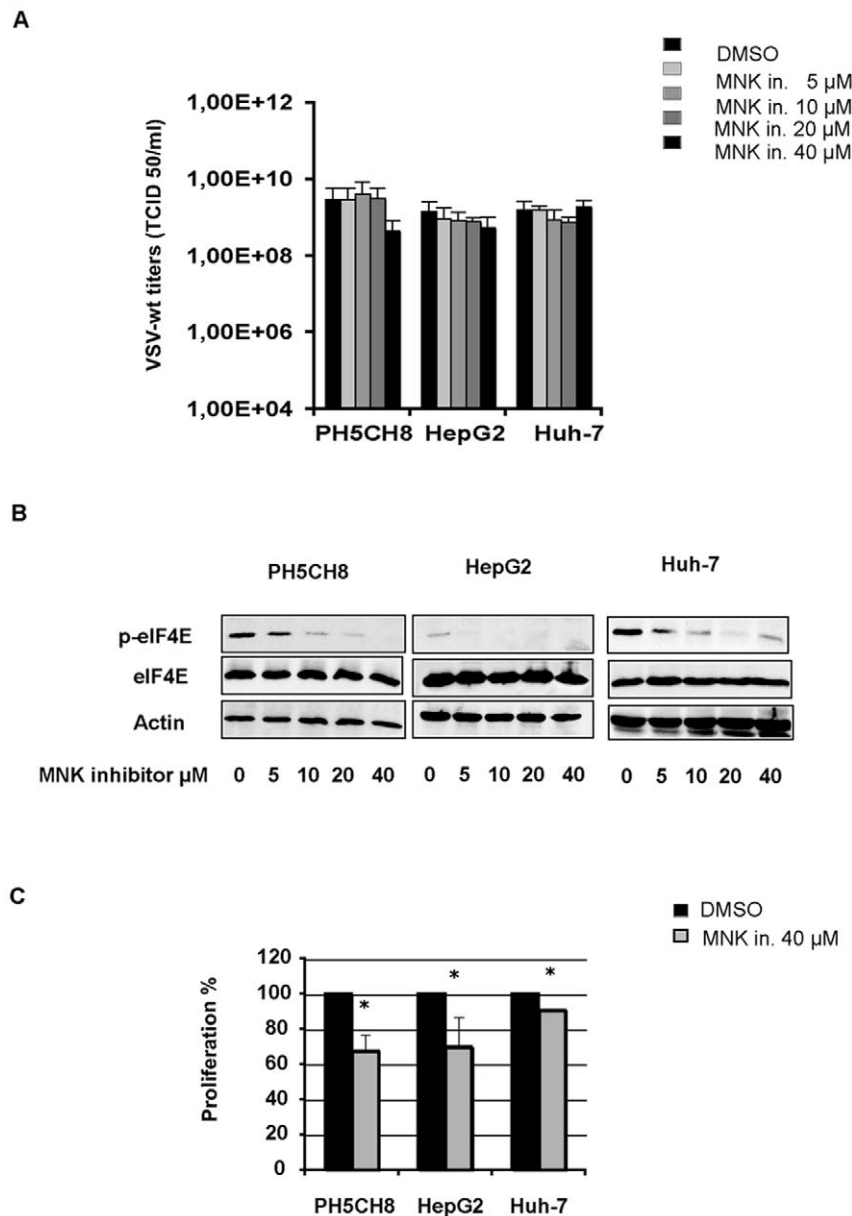 A
DMSO
MNK in. 5 µM
MNK in. 10 µM
MNK in. 20 µM
MNK in. 40 µM
VSV-wt titers (TCID 50/ml)
1,00E+12
1,00E+10
1,00E+08
1,00E+06
1,00E+04
PH5CH8 HepG2 Huh-7
B
PH5CH8 HepG2 Huh-7
p-eIF4E
eIF4E
Actin
MNK inhibitor µM 0 5 10 20 40 0 5 10 20 40 0 5 10 20 40
C
DMSO
MNK in. 40 µM
Proliferation %
120
100
80
60
40
20
0
* * *
PH5CH8 HepG2 Huh-7